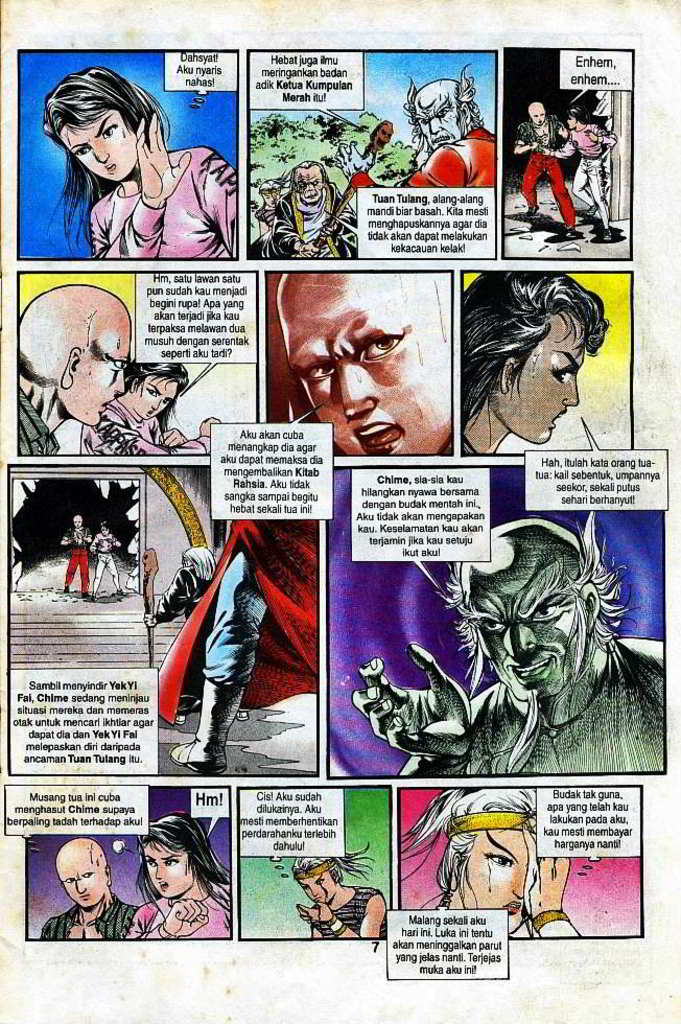 Dahsyat!
Aku nyaris
nahas!
Hebat juga ilmu
meringankan badan
adik Ketua Kumpulan
Merah itu!
Tuan Tulang, alang-alang
mandi biar basah. Kita mesti
menghapuskannya agar dia
tidak akan dapat melakukan
kekacauan kelak!
Enhem,
enhem....
Hm, satu lawan satu
pun sudah kau menjadi
begini rupa! Apa yang
akan terjadi jika kau
terpaksa melawan dua
musuh dengan serentak
seperti aku tadi?
Aku akan cuba
menangkap dia agar
aku dapat memaksa dia
mengembalikan Kitab
Rahsia. Aku tidak
sangka sampai begitu
hebat sekali tua ini!
Hah, itulah kata orang tua-
tua: kail sebentuk, umpannya
seekor, sekali putus
sehari berhanyut!
Sambil menyindir YekYi
Fai, Chime sedang meninjau
situasi mereka dan memeras
otak untuk mencari ikhtiar agar
dapat dia dan YekYi Fai
melepaskan diri daripada
ancaman Tuan Tulang itu.
Chime, sia-sia kau
hilangkan nyawa bersama
dengan budak mentah ini.,
Aku tidak akan mengapakan
kau. Keselamatan kau akan
terjamin jika kau setuju
ikut aku!
Musang tua ini cuba
menghasut Chime supaya
berpaling tadah terhadap aku!
Hm!
Cis! Aku sudah
dilukainya. Aku
mesti memberhentikan
perdarahanku terlebih
dahulu!
Budak tak guna,
apa yang telah kau
lakukan pada aku,
kau mesti membayar
harganya nanti!
Malang sekali aku
hari ini. Luka ini
akan meninggalkan parut
yang jelas nanti. Terjejas
muka aku ini!
7